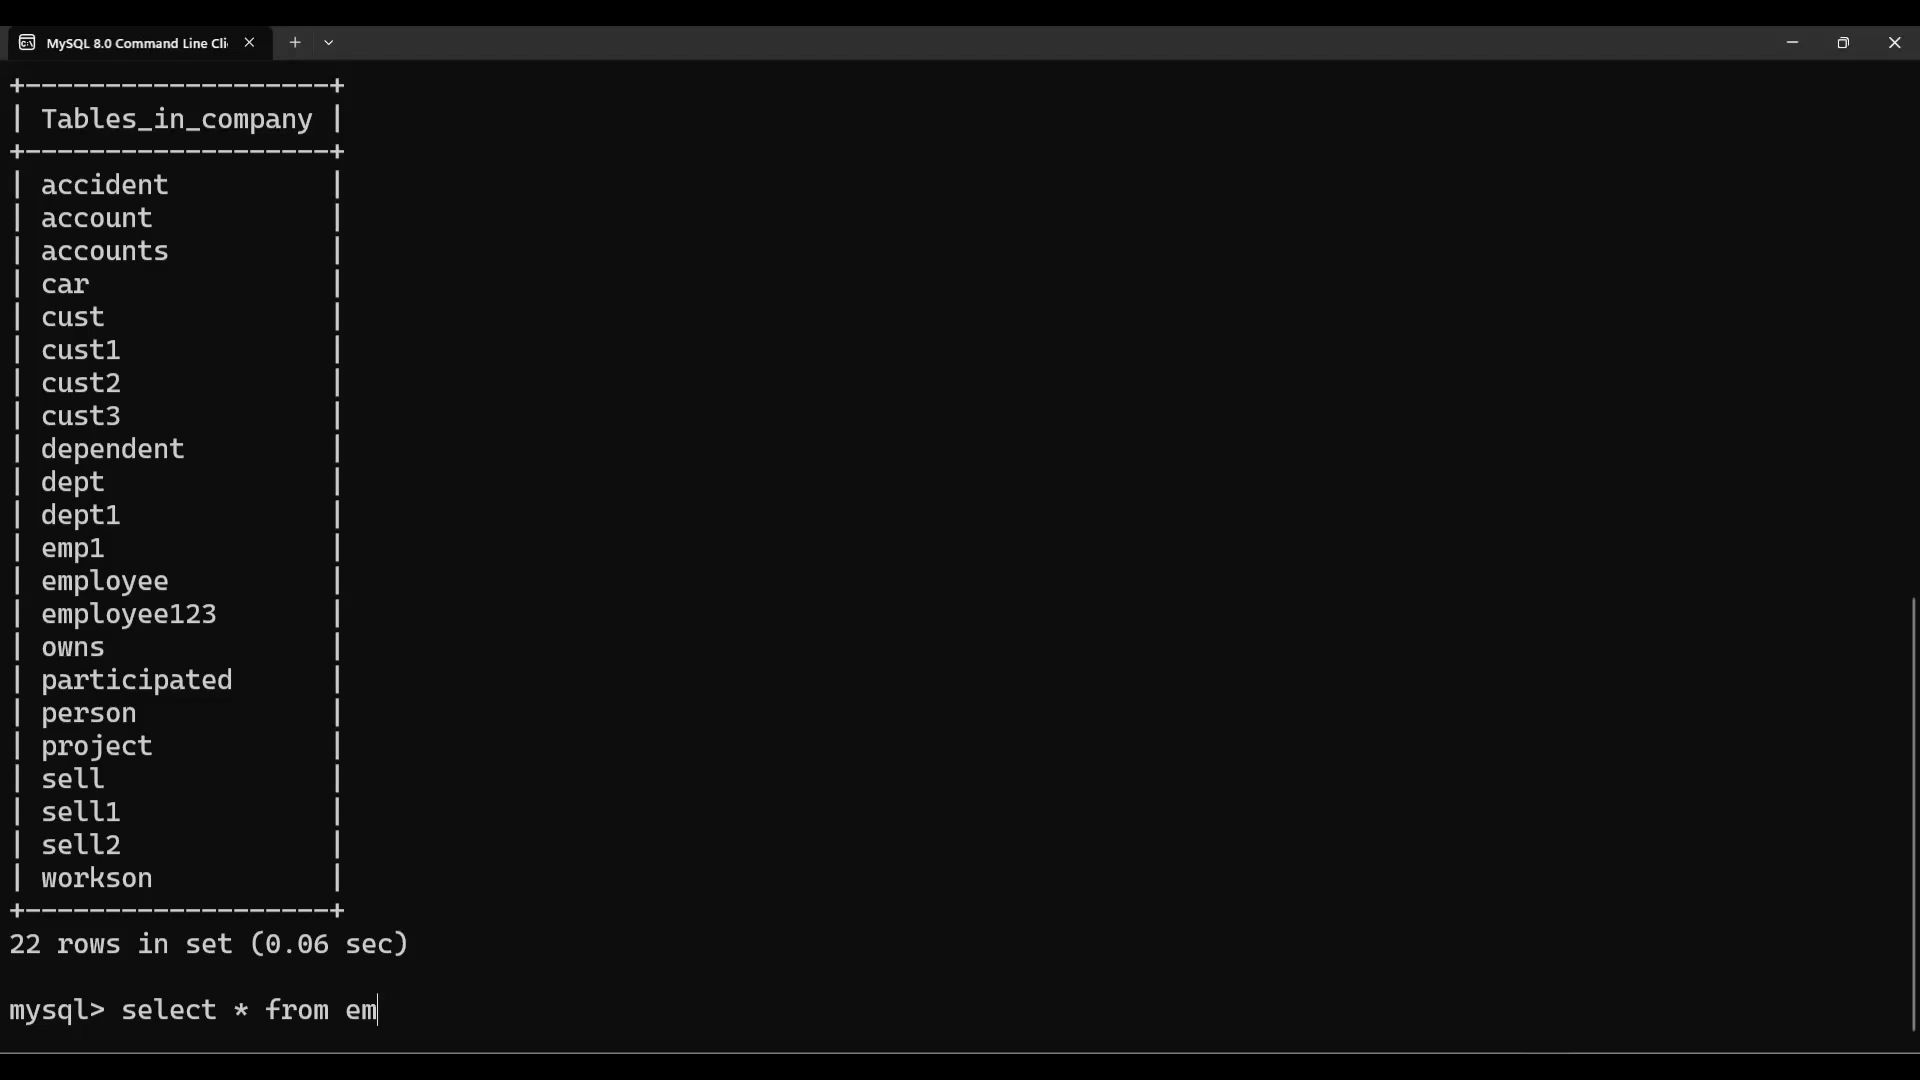 MySQL 8.0 Command Line Cli
+-------------------+
| Tables_in_company |
+-------------------+
| accident |
| account |
| accounts |
| car |
| cust |
| cust1 |
| cust2 |
| cust3 |
| dependent |
| dept |
| dept1 |
| emp1 |
| employee |
| employee123 |
| owns |
| participated |
| person |
| project |
| sell |
| sell1 |
| sell2 |
| workson |
+-------------------+
22 rows in set (0.06 sec)
mysql> select * from em